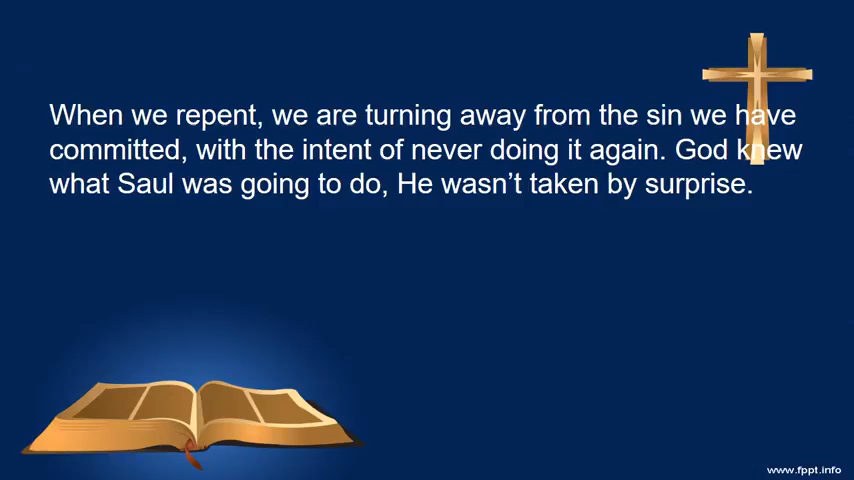 When we repent, we are turning away from the sin we have
committed, with the intent of never doing it again. God knew
what Saul was going to do, He wasn’t taken by surprise.
www.fppt.info